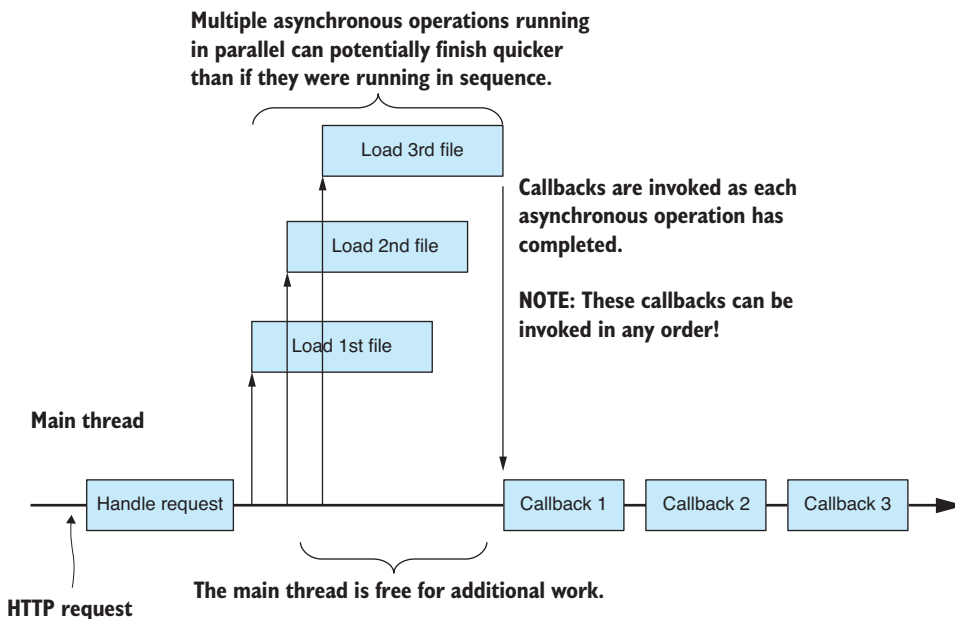 Multiple asynchronous operations running
in parallel can potentially finish quicker
than if they were running in sequence.
Load 3rd file
Callbacks are invoked as each
asynchronous operation has
completed.
Load 2nd file
NOTE: These callbacks can be
invoked in any order!
Load 1st file
Main thread
Handle request
Callback 1
Callback 2
Callback 3
The main thread is free for additional work.
HTTP request